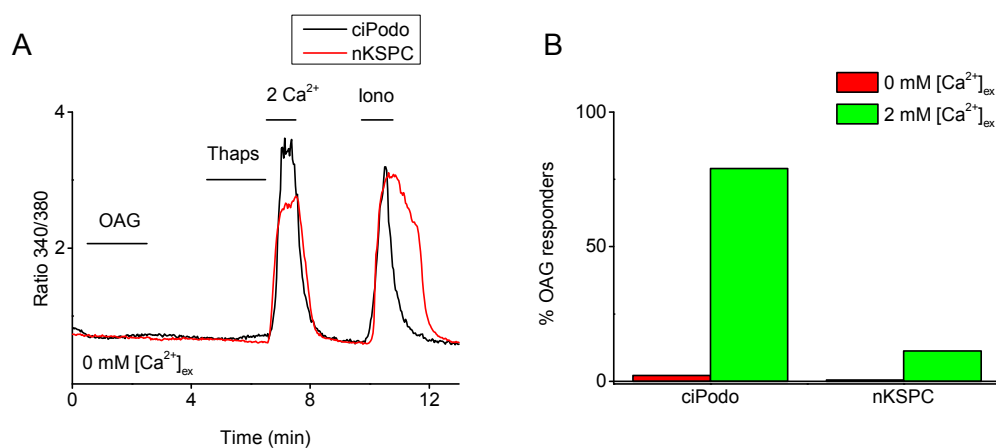 A
ciPodo
nKSPC
2 Ca²⁺
Iono
Thaps
OAG
0 mM [Ca²⁺]ₑₓ
Ratio 340/380
4
2
0
4
8
12
Time (min)
B
0 mM [Ca²⁺]ₑₓ
2 mM [Ca²⁺]ₑₓ
% OAG responders
100
50
0
ciPodo
nKSPC